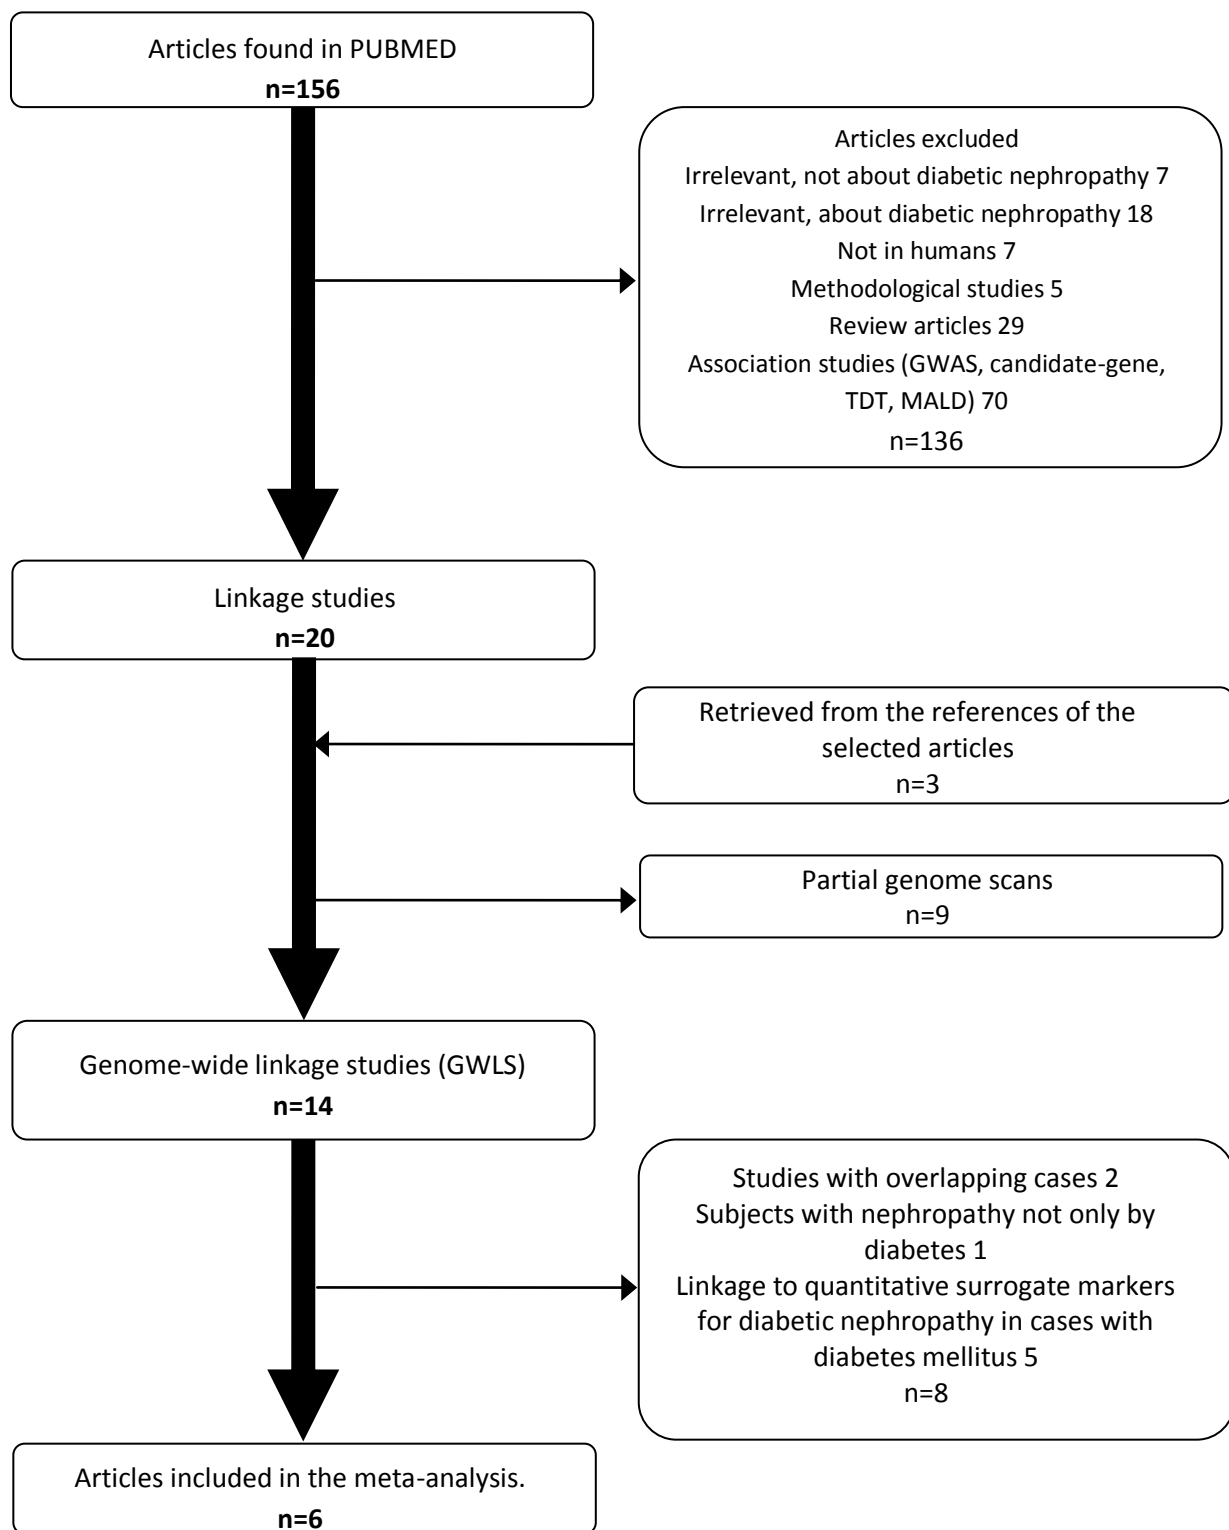 Articles found in PUBMED
n=156
Articles excluded
Irrelevant, not about diabetic nephropathy 7
Irrelevant, about diabetic nephropathy 18
Not in humans 7
Methodological studies 5
Review articles 29
Association studies (GWAS, candidate-gene,
TDT, MALD) 70
n=136
Linkage studies
n=20
Retrieved from the references of the
selected articles
n=3
Partial genome scans
n=9
Genome-wide linkage studies (GWLS)
n=14
Studies with overlapping cases 2
Subjects with nephropathy not only by
diabetes 1
Linkage to quantitative surrogate markers
for diabetic nephropathy in cases with
diabetes mellitus 5
n=8
Articles included in the meta-analysis.
n=6